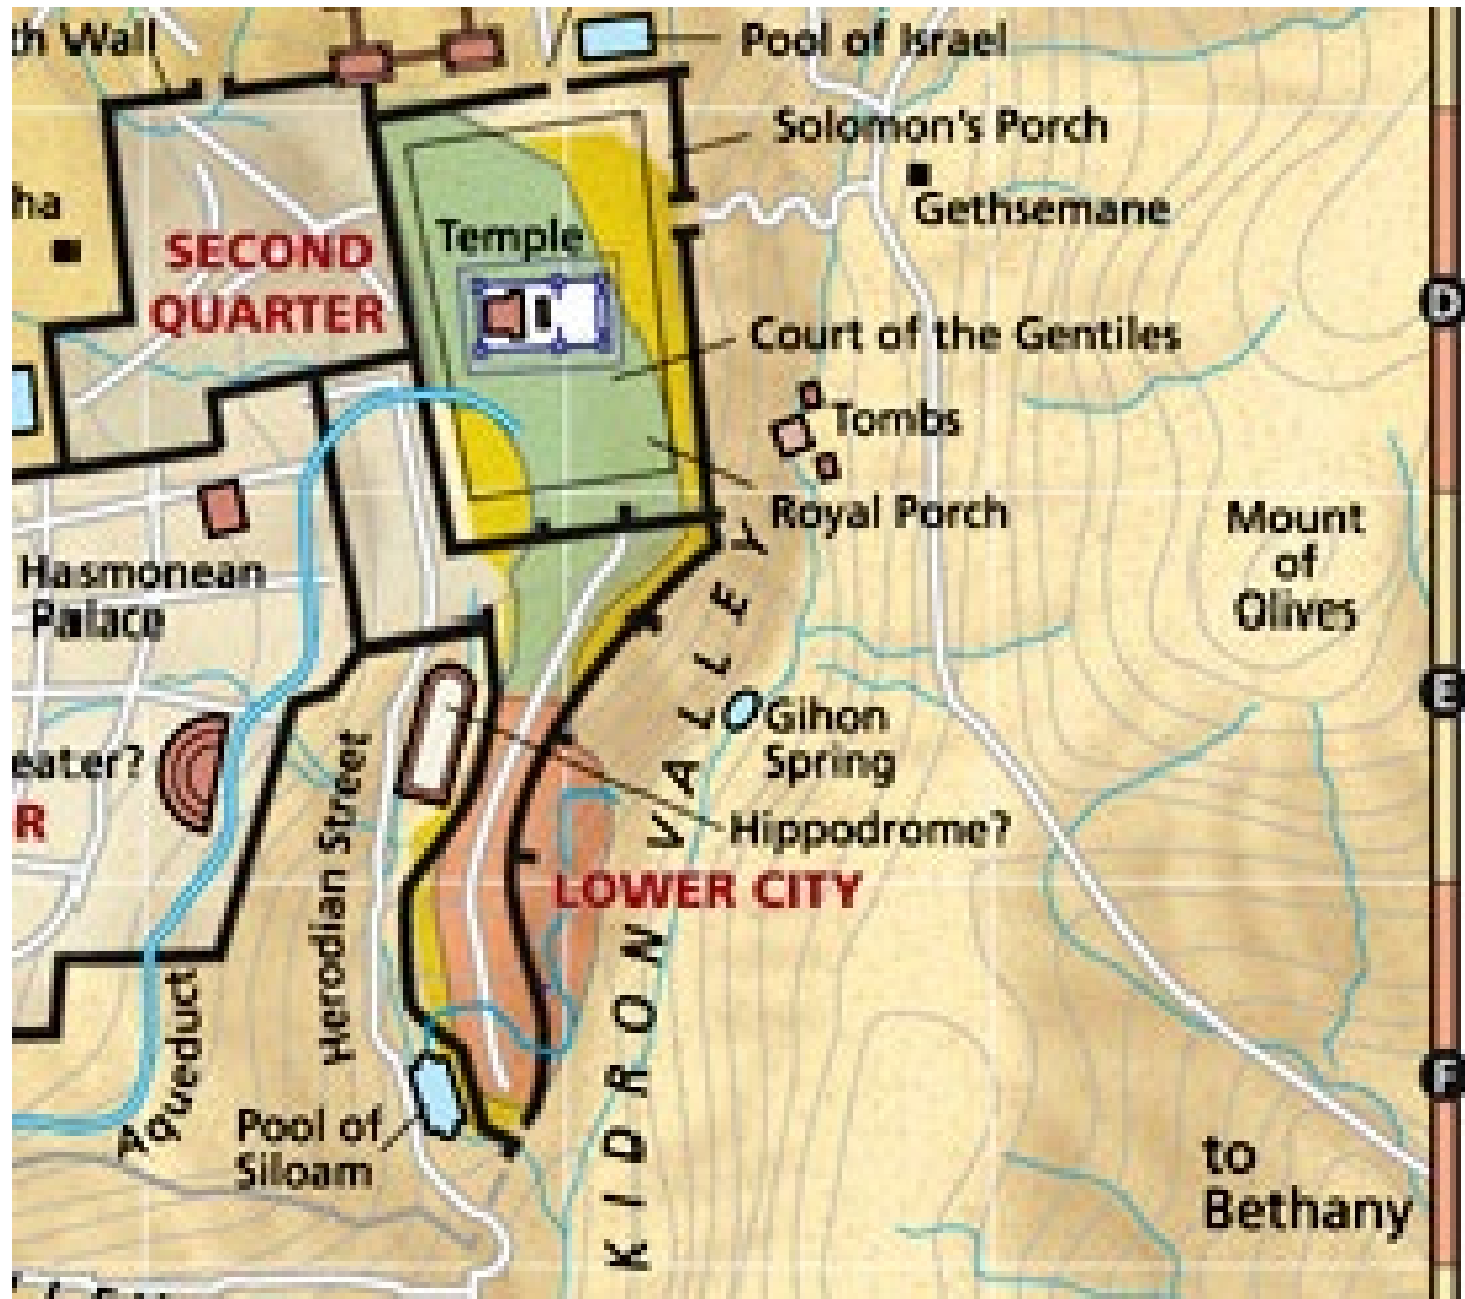 th Wall
Pool of Israel
Solomon's Porch
ha
Gethsemane
SECOND
QUARTER
Temple
D
Court of the Gentiles
Tombs
Royal Porch
Mount
of
Olives
Hasmonean
Palace
E
Gihon
Spring
eater?
R
Hippodrome?
LOWER CITY
Herodian Street
KIDRON VALLEY
Aqueduct
F
Pool of
Siloam
to
Bethany